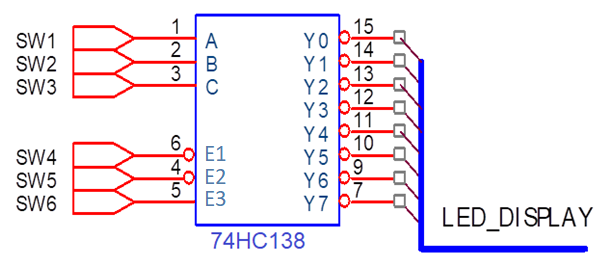 SW1 1 A Y0 15
SW2 2 B Y1 14
SW3 3 C Y2 13
Y3 12
Y4 11
SW4 6 E1 Y5 10
SW5 4 E2 Y6 9
SW6 5 E3 Y7 7
LED_DISPLAY
74HC138